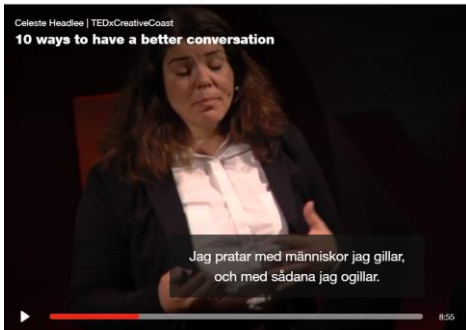 Celeste Headlee | TEDxCreativeCoast
10 ways to have a better conversation
Jag pratar med människor jag gillar,
och med sådana jag ogillar.
8:55